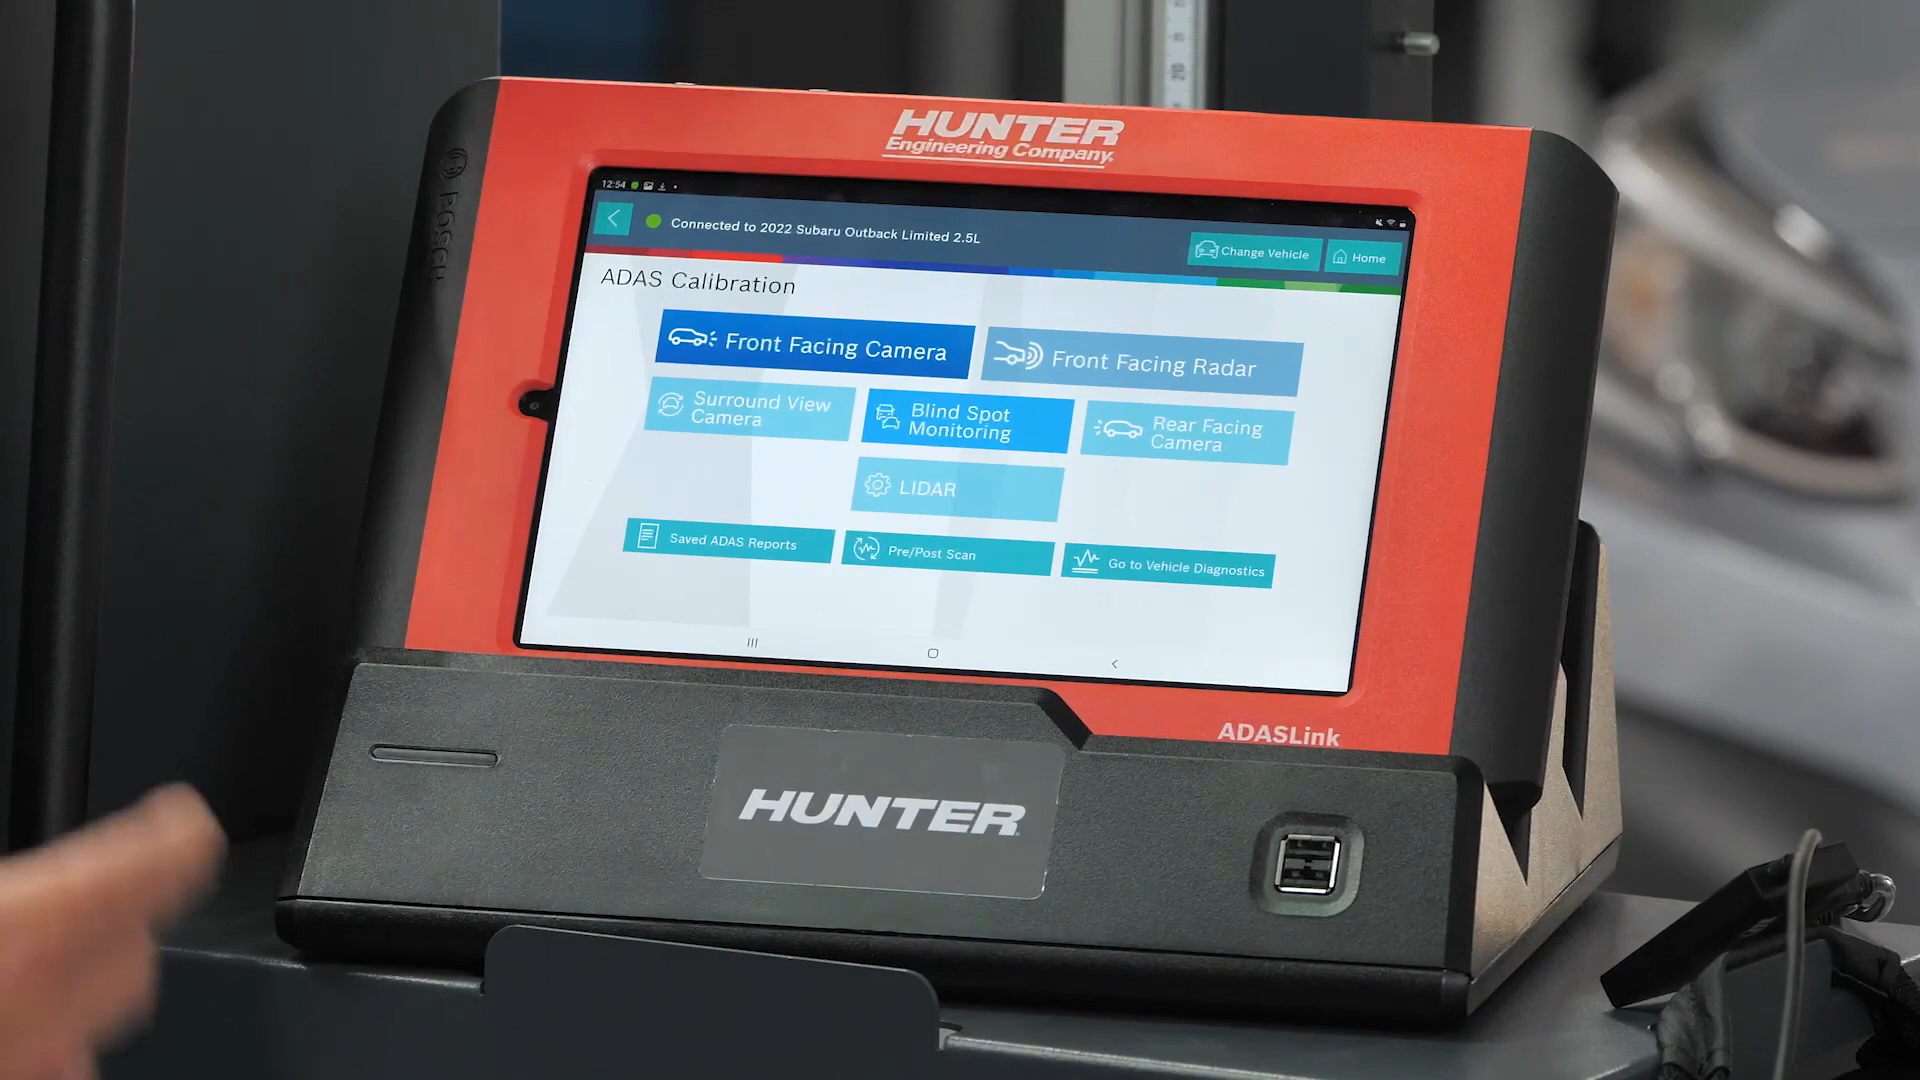 HUNTER
Engineering Company
BOSCH
12:54
Connected to 2022 Subaru Outback Limited 2.5L
Change Vehicle
Home
ADAS Calibration
Front Facing Camera
Front Facing Radar
Surround View
Camera
Blind Spot
Monitoring
Rear Facing
Camera
LIDAR
Saved ADAS Reports
Pre/Post Scan
Go to Vehicle Diagnostics
ADASLink
HUNTER
20